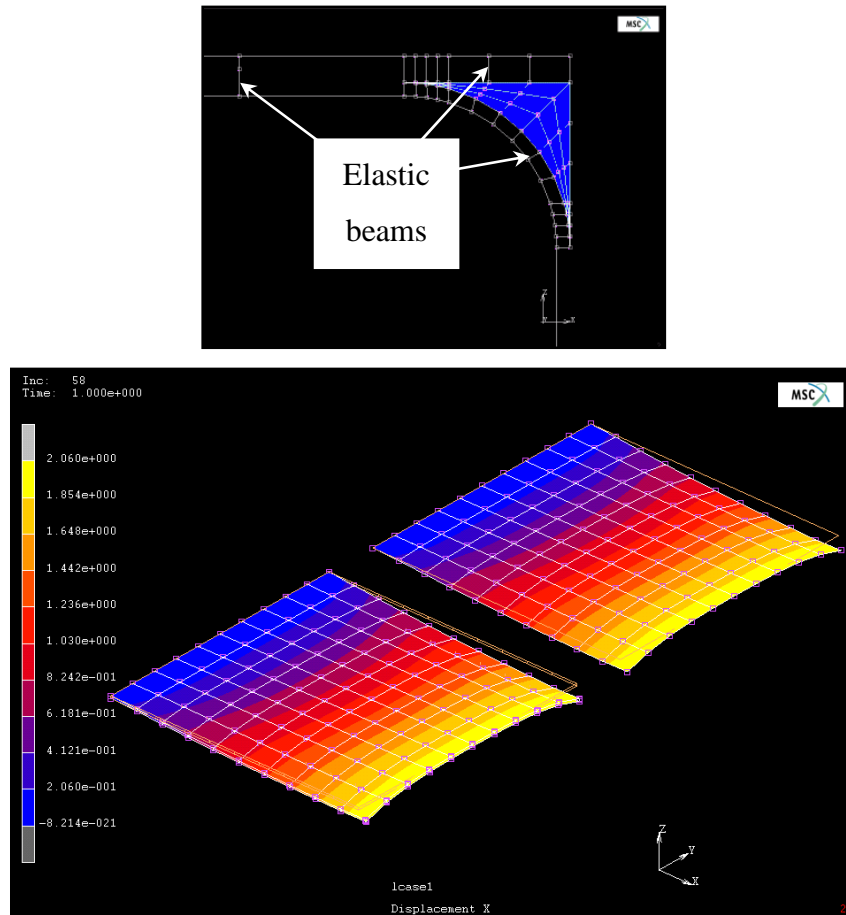 MSC
Elastic
beams
Z
X
Inc: 58
Time: 1.000e+000
MSC
2.060e+000
1.854e+000
1.648e+000
1.442e+000
1.236e+000
1.030e+000
8.242e-001
6.181e-001
4.121e-001
2.060e-001
-8.214e-021
Z
Y
X
lcase1
Displacement X